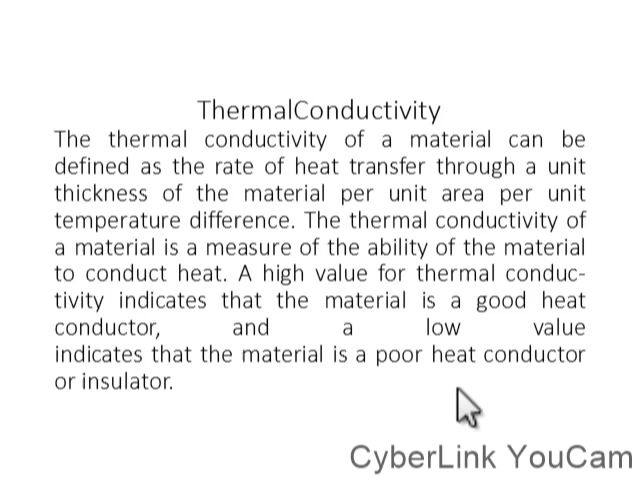 ThermalConductivity
The thermal conductivity of a material can be
defined as the rate of heat transfer through a unit
thickness of the material per unit area per unit
temperature difference. The thermal conductivity of
a material is a measure of the ability of the material
to conduct heat. A high value for thermal conduc-
tivity indicates that the material is a good heat
conductor, and a low value
indicates that the material is a poor heat conductor
or insulator.
CyberLink YouCam